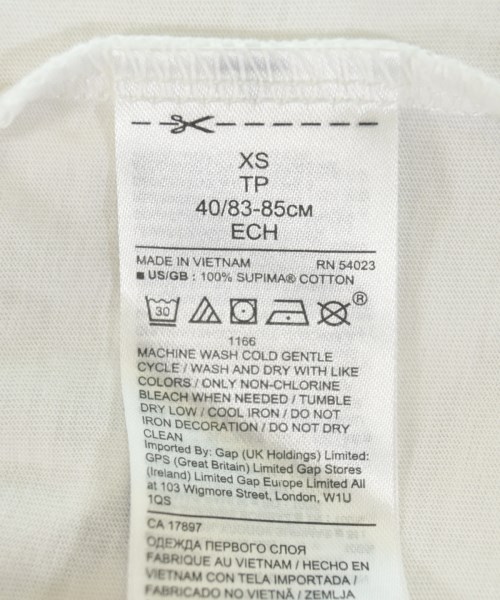 XS
TP
40/83-85см
ECH
MADE IN VIETNAM RN 54023
■ US/GB : 100% SUPIMA® COTTON
30 ®
1166
MACHINE WASH COLD GENTLE
CYCLE / WASH AND DRY WITH LIKE
COLORS / ONLY NON-CHLORINE
BLEACH WHEN NEEDED / TUMBLE
DRY LOW / COOL IRON / DO NOT
IRON DECORATION / DO NOT DRY
CLEAN
Imported By: Gap (UK Holdings) Limited:
GPS (Great Britain) Limited Gap Stores
(Ireland) Limited Gap Europe Limited All
at 103 Wigmore Street, London, W1U
1QS
CA 17897
ОДЕЖДА ПЕРВОГО СЛОЯ
FABRIQUE AU VIETNAM / HECHO EN
VIETNAM CON TELA IMPORTADA /
FABRICADO NO VIETNÃ / ZEMLJA